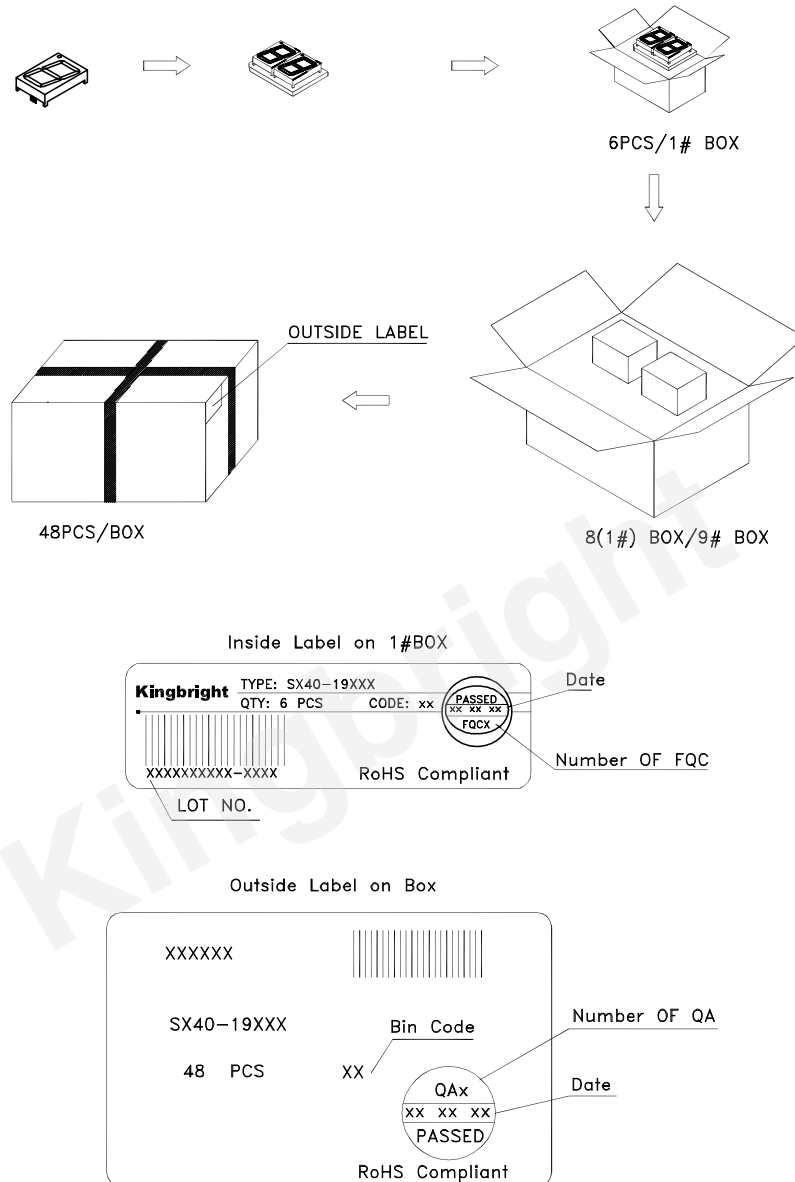 6PCS/1# BOX
OUTSIDE LABEL
48PCS/BOX
8(1#) BOX/9# BOX
Inside Label on 1#BOX
Kingbright
TYPE: SX40-19XXX
QTY: 6 PCS CODE: xx
PASSED
xx xx xx
FQCX
Date
Number OF FQC
XXXXXXXXXX-XXXX
RoHS Compliant
LOT NO.
Outside Label on Box
XXXXXX
SX40-19XXX
Bin Code
Number OF QA
48 PCS
XX
QAx
xx xx xx
PASSED
Date
RoHS Compliant
Kingbright